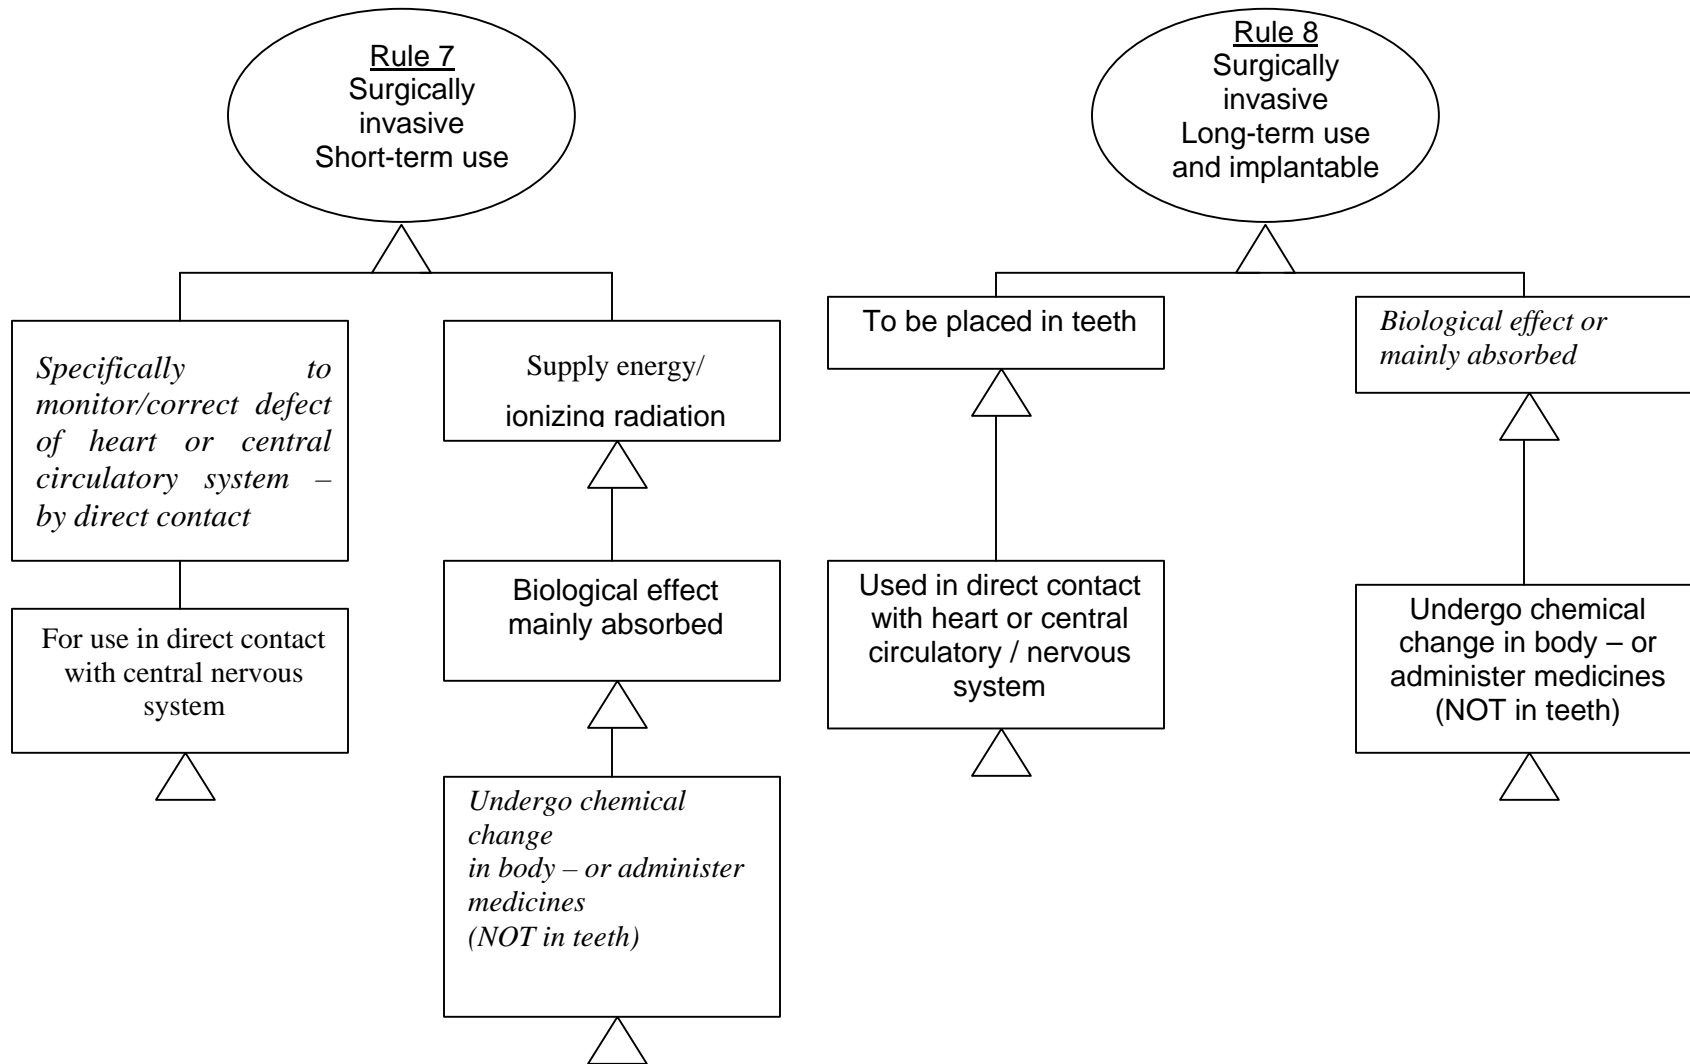 Rule 7
Surgically
invasive
Short-term use
Specifically to
monitor/correct defect
of heart or central
circulatory system –
by direct contact
For use in direct contact
with central nervous
system
Supply energy/
ionizing radiation
Biological effect
mainly absorbed
Undergo chemical
change
in body – or administer
medicines
(NOT in teeth)
Rule 8
Surgically
invasive
Long-term use
and implantable
To be placed in teeth
Used in direct contact
with heart or central
circulatory / nervous
system
Biological effect or
mainly absorbed
Undergo chemical
change in body – or
administer medicines
(NOT in teeth)